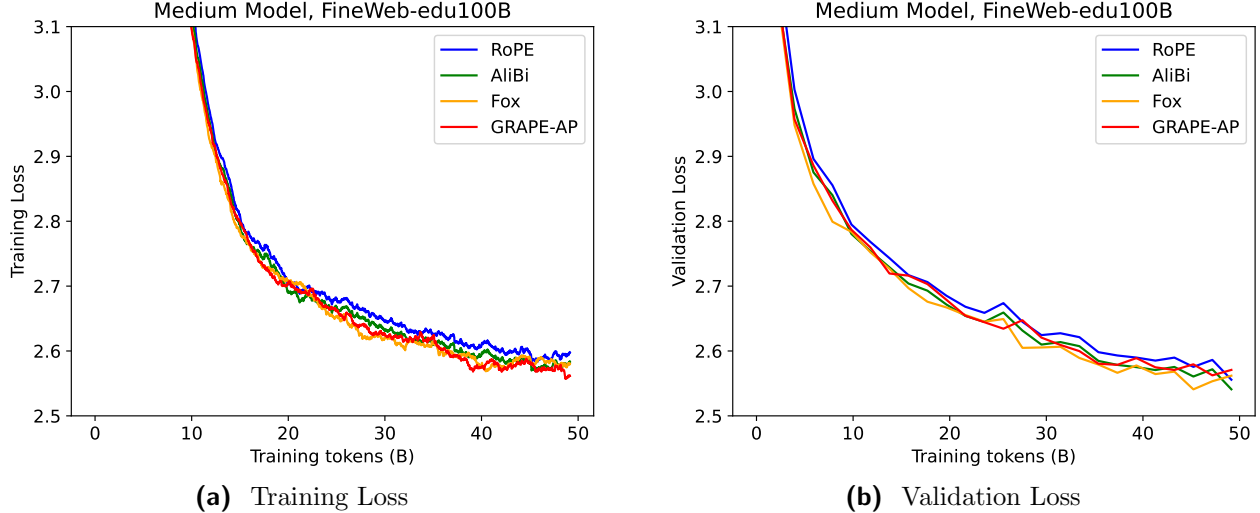 Medium Model, FineWeb-edu100B
Training Loss
3.1
3.0
2.9
2.8
2.7
2.6
2.5
RoPE
AliBi
Fox
GRAPE-AP
0 10 20 30 40 50
Training tokens (B)
(a) Training Loss
Medium Model, FineWeb-edu100B
Validation Loss
3.1
3.0
2.9
2.8
2.7
2.6
2.5
RoPE
AliBi
Fox
GRAPE-AP
0 10 20 30 40 50
Training tokens (B)
(b) Validation Loss